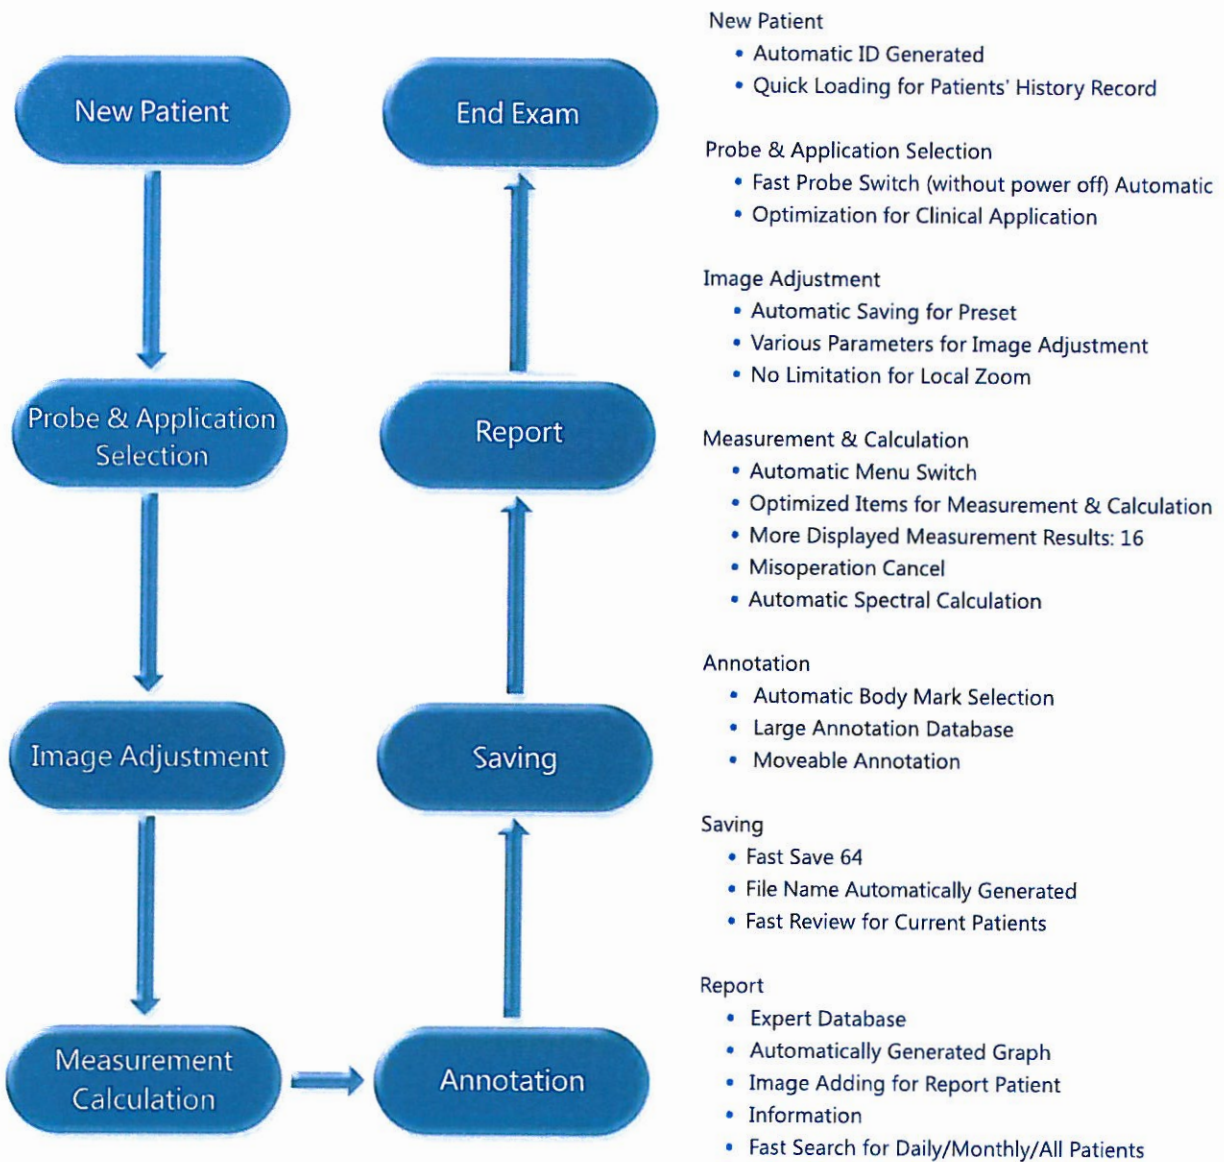 New Patient
Probe & Application
Selection
Image Adjustment
Measurement
Calculation
Annotation
Saving
Report
End Exam
New Patient
• Automatic ID Generated
• Quick Loading for Patients' History Record
Probe & Application Selection
• Fast Probe Switch (without power off) Automatic
• Optimization for Clinical Application
Image Adjustment
• Automatic Saving for Preset
• Various Parameters for Image Adjustment
• No Limitation for Local Zoom
Measurement & Calculation
• Automatic Menu Switch
• Optimized Items for Measurement & Calculation
• More Displayed Measurement Results: 16
• Misoperation Cancel
• Automatic Spectral Calculation
Annotation
• Automatic Body Mark Selection
• Large Annotation Database
• Moveable Annotation
Saving
• Fast Save 64
• File Name Automatically Generated
• Fast Review for Current Patients
Report
• Expert Database
• Automatically Generated Graph
• Image Adding for Report Patient
• Information
• Fast Search for Daily/Monthly/All Patients